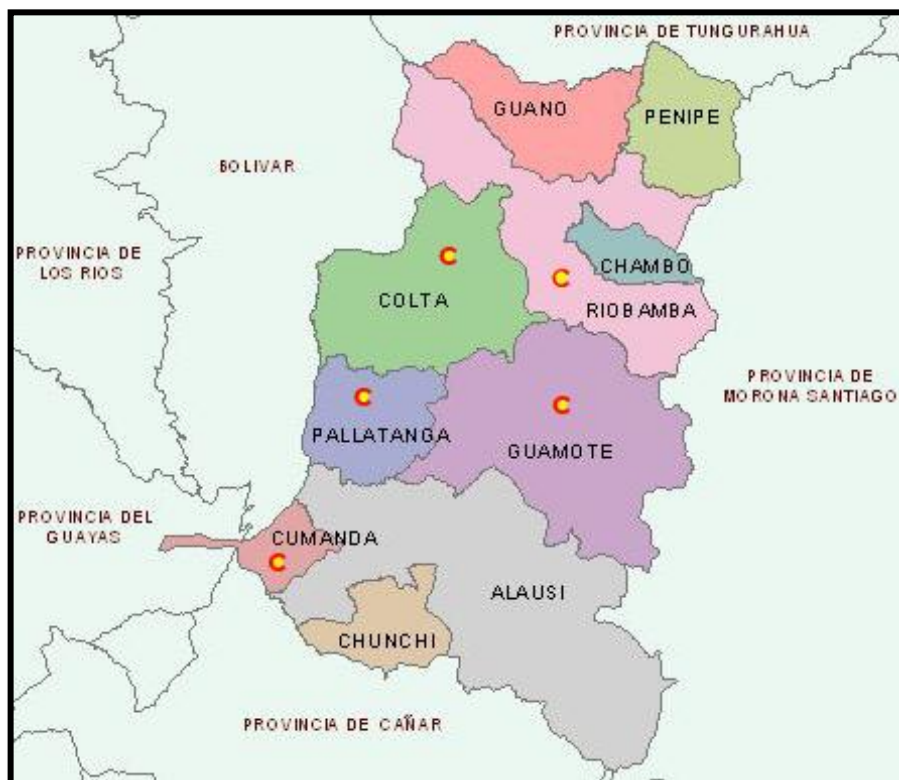 PROVINCIA DE TUNGURAHUA
GUANO
PENIPE
BOLIVAR
PROVINCIA DE
LOS RIOS
C
C
CHAMBO
COLTA
RIOBAMBA
PROVINCIA DE
MORONA SANTIAGO
C
C
PALLATANGA
GUAMOTE
PROVINCIA DEL
GUAYAS
CUMANDA
C
ALAUSI
CHUNCHI
PROVINCIA DE CAÑAR